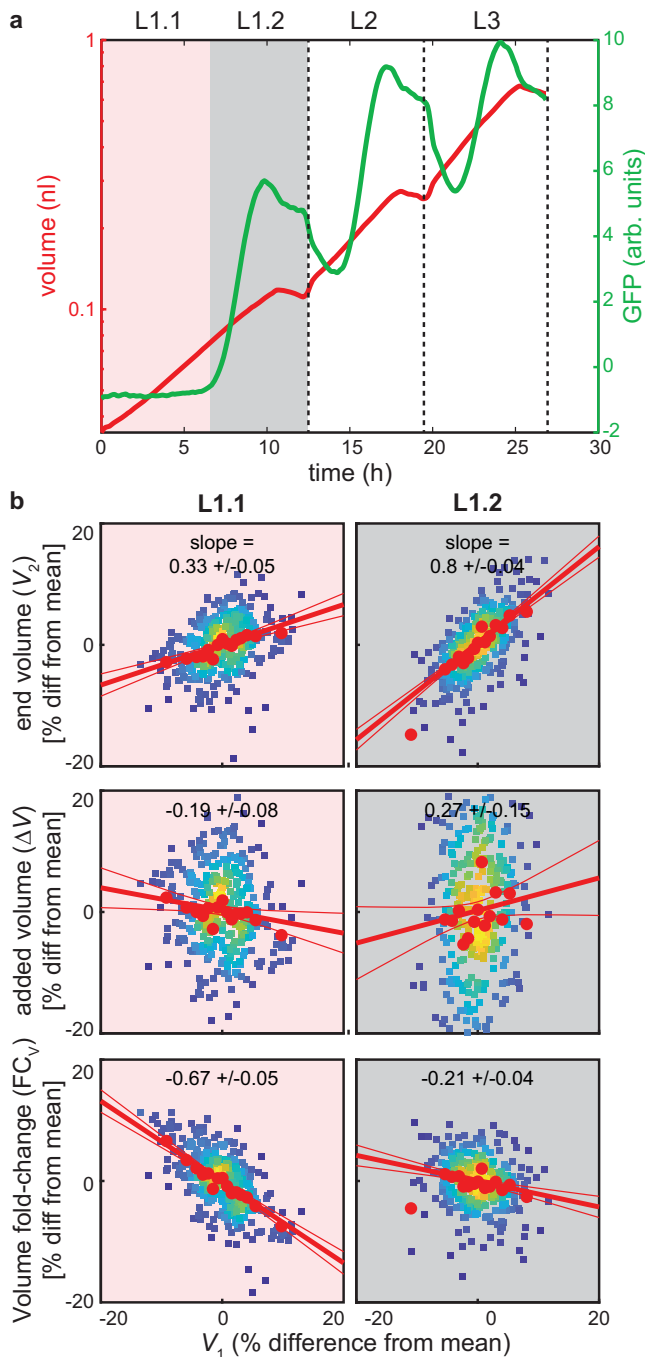 a
L1.1 L1.2 L2 L3
1
0.1
volume (nl)
10
8
6
4
2
0
-2
GFP (arb. units)
0 5 10 15 20 25 30
time (h)
b
L1.1 L1.2
20
0
-20
end volume (V2)
[% diff from mean]
slope =
0.33 +/-0.05
slope =
0.8 +/-0.04
20
0
-20
added volume (ΔV)
[% diff from mean]
-0.19 +/-0.08
0.27 +/-0.15
20
0
-20
Volume fold-change (FCV)
[% diff from mean]
-0.67 +/-0.05
-0.21 +/-0.04
-20 0 20 0 20
V1 (% difference from mean)